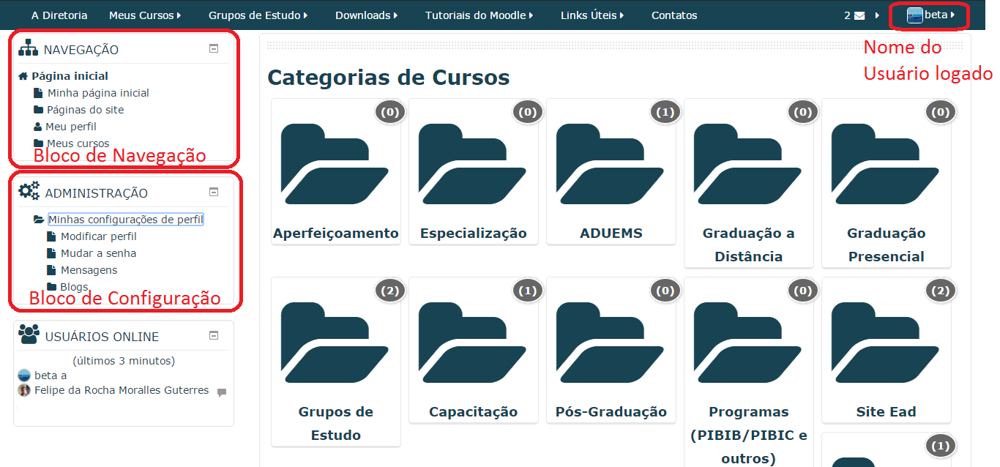 A Diretoria Meus Cursos Grupos de Estudo Downloads Tutoriais do Moodle Links Úteis Contatos 2 beta
Nome do
Usuário logado
NAVEGAÇÃO
Página inicial
Minha página inicial
Páginas do site
Meu perfil
Meus cursos
Bloco de Navegação
ADMINISTRAÇÃO
Minhas configurações de perfil
Modificar perfil
Mudar a senha
Mensagens
Blogs
Bloco de Configuração
USUÁRIOS ONLINE
(últimos 3 minutos)
beta a
Felipe da Rocha Moralles Guterres
Categorias de Cursos
(0) (0) (1) (0) (0)
Aperfeiçoamento Especialização ADUEMS Graduação a Graduação
Distância Presencial
(2) (1) (0) (0) (2)
Grupos de Capacitação Pós-Graduação Programas Site Ead
Estudo (PIBIB/PIBIC e
outros)
(1)